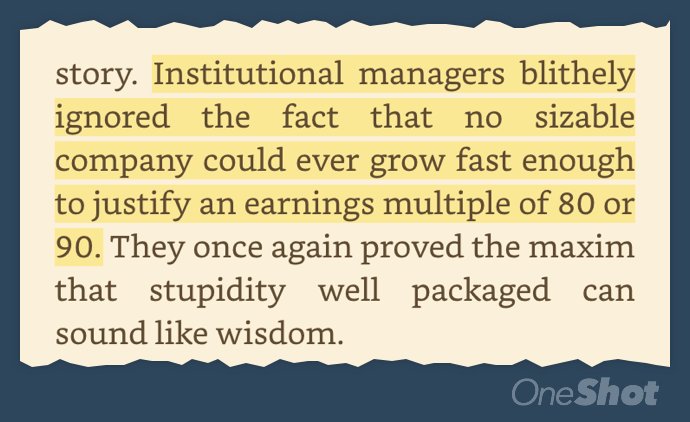 story. Institutional managers blithely
ignored the fact that no sizable
company could ever grow fast enough
to justify an earnings multiple of 80 or
90. They once again proved the maxim
that stupidity well packaged can
sound like wisdom.
OneShot